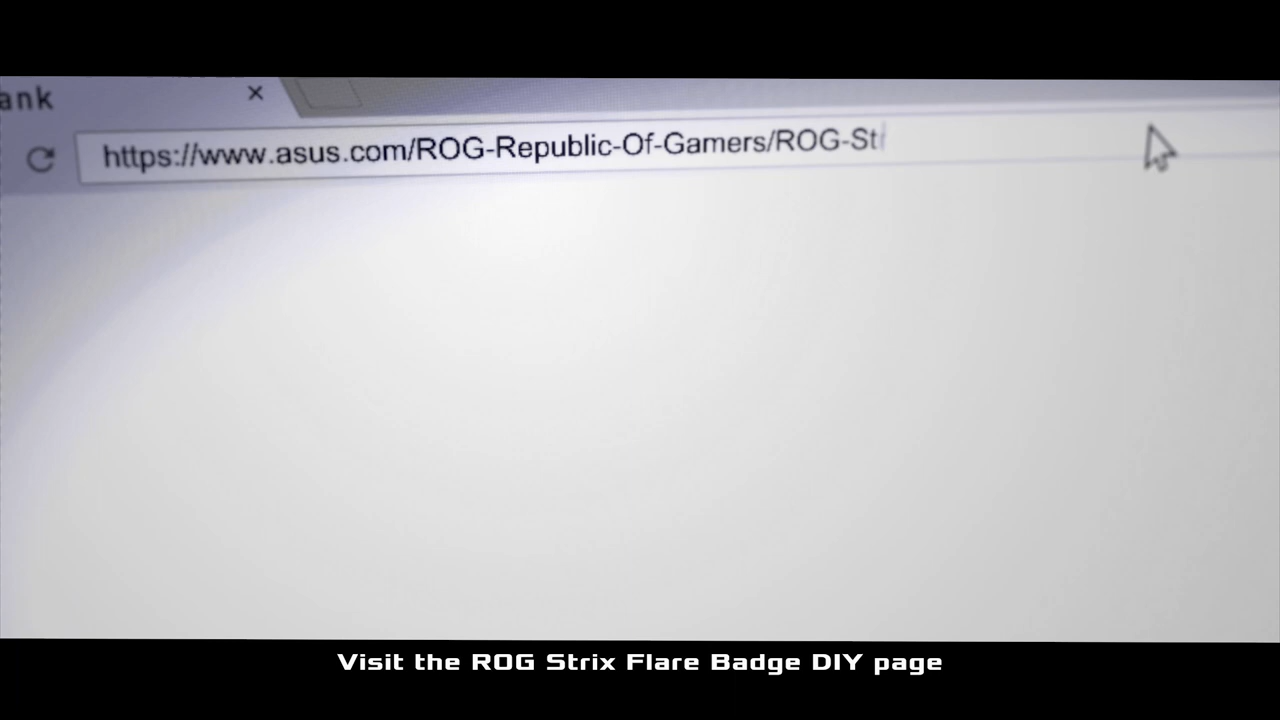 ank
https://www.asus.com/ROG-Republic-Of-Gamers/ROG-St
Visit the ROG Strix Flare Badge DIY page